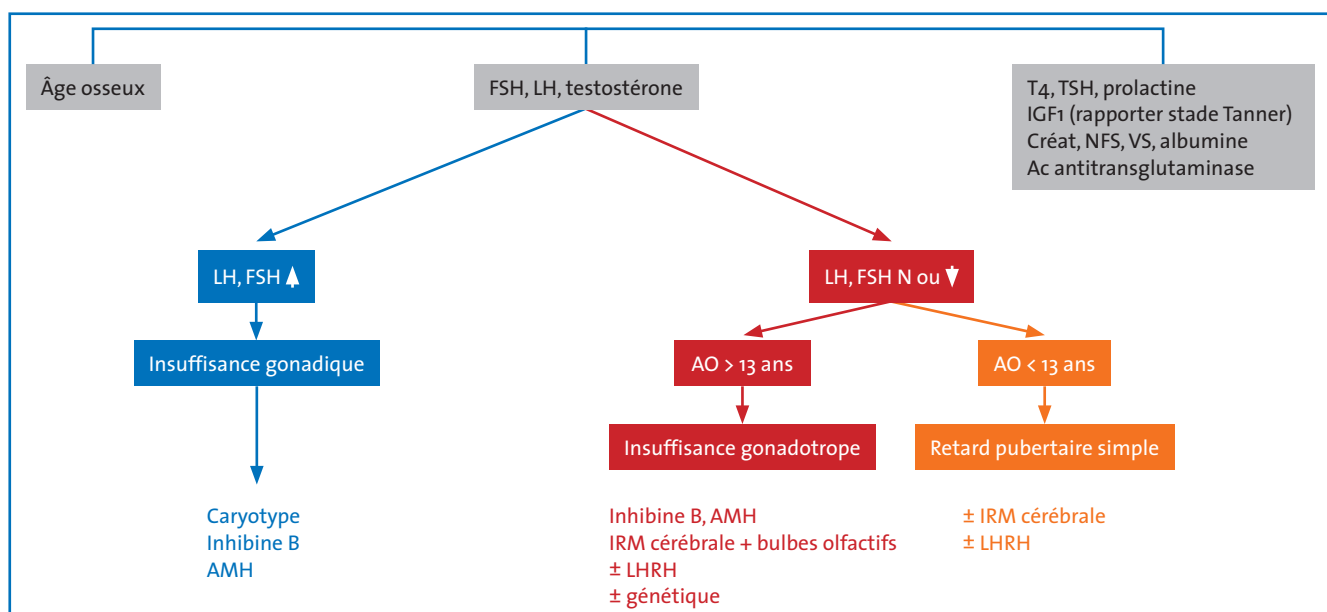 Âge osseux
FSH, LH, testostérone
T4, TSH, prolactine
IGF1 (rapporter stade Tanner)
Créat, NFS, VS, albumine
Ac antitransglutaminase
LH, FSH
LH, FSH N ou
Insuffisance gonadique
AO > 13 ans
AO < 13 ans
Insuffisance gonadotrope
Retard pubertaire simple
Caryotype
Inhibine B
AMH
Inhibine B, AMH
IRM cérébrale + bulbes olfactifs
± LHRH
± génétique
± IRM cérébrale
± LHRH